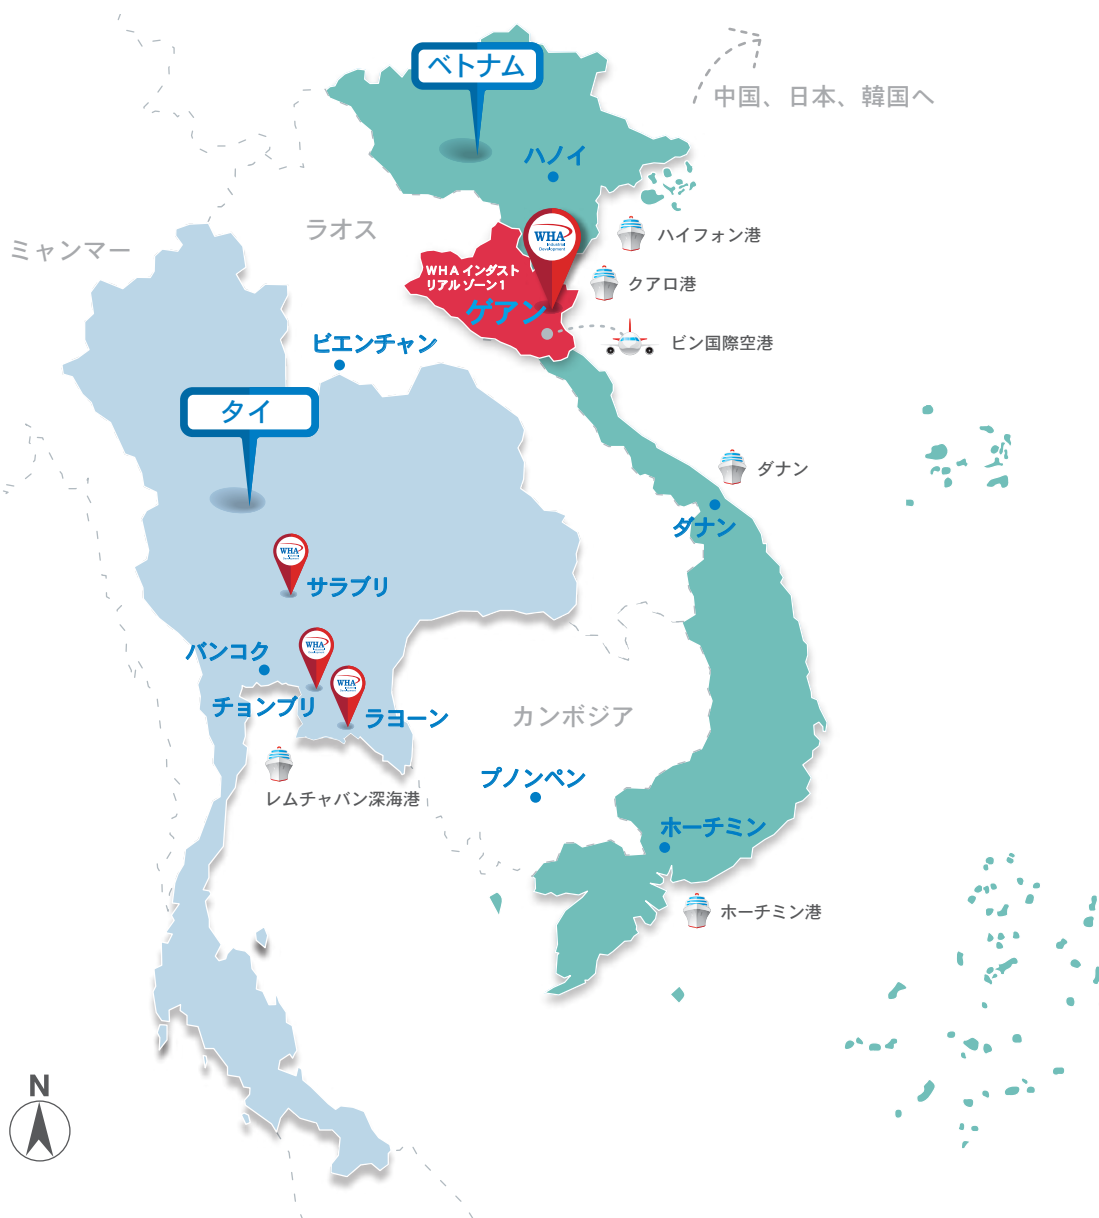 ベトナム
中国、日本、韓国へ
ハノイ
ラオス
ミャンマー
ハイフォン港
WHA
Industrial
Development
WHA インダスト
リアルゾーン1
クアロ港
ゲアン
ビン国際空港
ビエンチャン
タイ
ダナン
ダナン
WHA
サラブリ
バンコク
WHA
WHA
チョンブリ
ラヨーン
カンボジア
レムチャバン深海港
プノンペン
ホーチミン
ホーチミン港
N